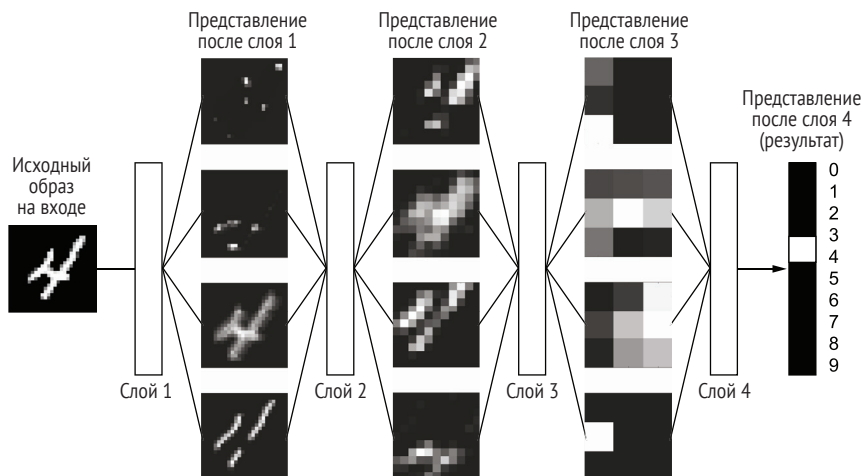 Представление
после слоя 1
Представление
после слоя 2
Представление
после слоя 3
Представление
после слоя 4
(результат)
Исходный
образ
на входе
0
1
2
3
4
5
6
7
8
9
Слой 1
Слой 2
Слой 3
Слой 4